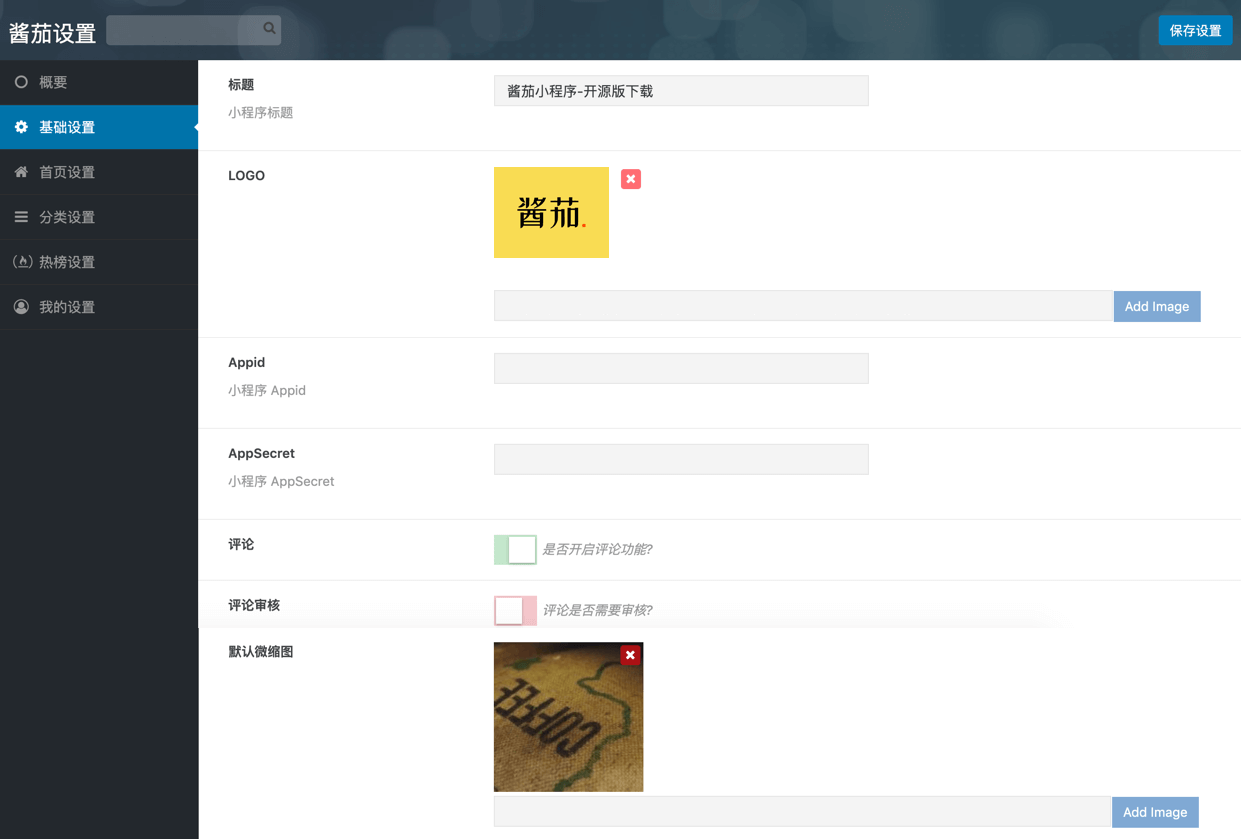 酱茄设置
保存设置
概要
基础设置
首页设置
分类设置
热榜设置
我的设置
标题
小程序标题
酱茄小程序-开源版下载
LOGO
酱茄.
Add Image
Appid
小程序 Appid
AppSecret
小程序 AppSecret
评论
是否开启评论功能?
评论审核
评论是否需要审核?
默认微缩图
COFFEE
Add Image